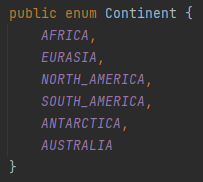 public enum Continent {
    AFRICA,
    EURASIA,
    NORTH_AMERICA,
    SOUTH_AMERICA,
    ANTARCTICA,
    AUSTRALIA
}